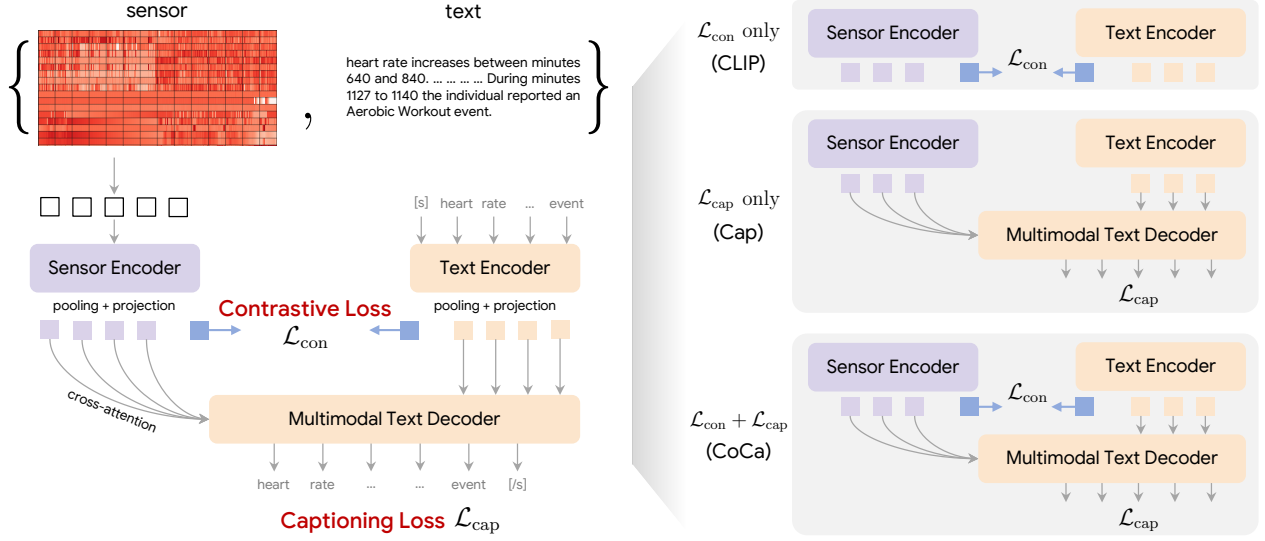 sensor
text
{ , }
heart rate increases between minutes
640 and 840. ... ... ... ... During minutes
1127 to 1140 the individual reported an
Aerobic Workout event.
[s] heart rate ... event
Sensor Encoder
Text Encoder
pooling + projection
pooling + projection
Contrastive Loss
ℒcon
cross-attention
Multimodal Text Decoder
heart rate ... ... event [/s]
Captioning Loss ℒcap
ℒcon only
(CLIP)
Sensor Encoder
Text Encoder
ℒcon
ℒcap only
(Cap)
Sensor Encoder
Text Encoder
Multimodal Text Decoder
ℒcap
ℒcon + ℒcap
(CoCa)
Sensor Encoder
Text Encoder
ℒcon
Multimodal Text Decoder
ℒcap